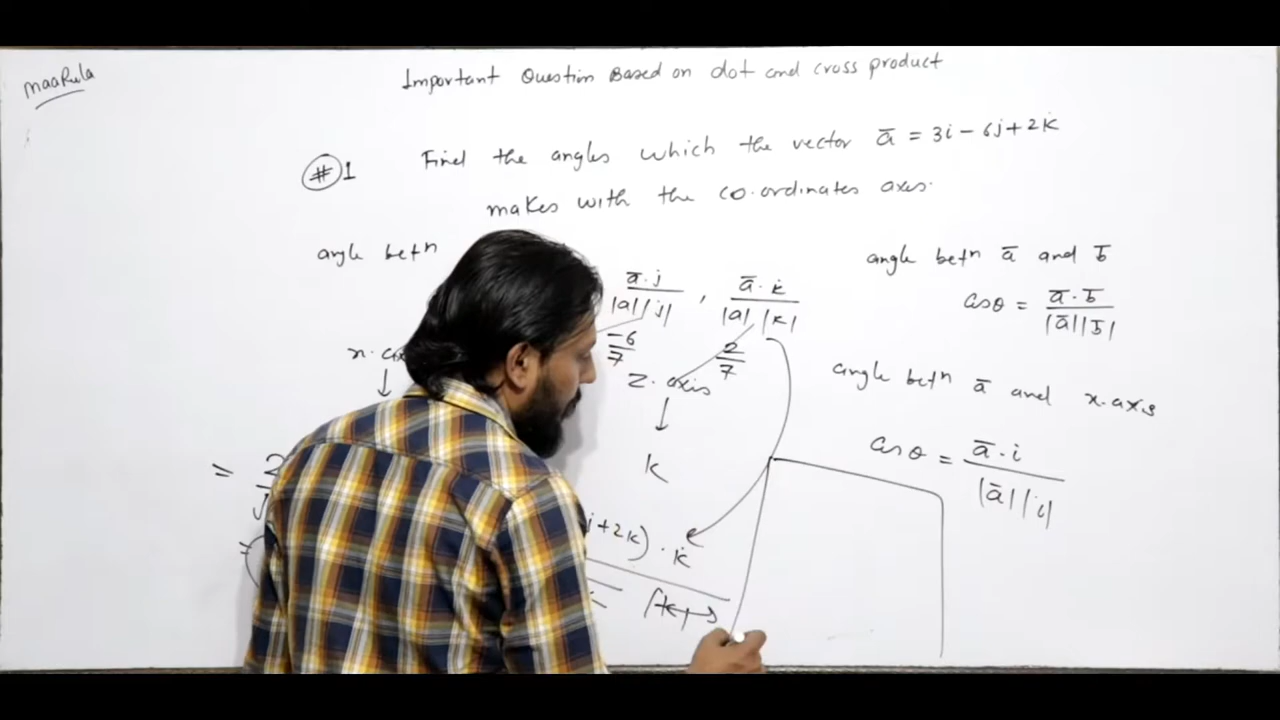 maaRula
Important Question Based on dot and cross product
#1 Find the angles which the vector a̅ = 3i - 6j + 2k
makes with the co.ordinates axes.
angle betn
a̅.j / |a||j| , a̅.k / |a||k|
-6/7 2/7
z.axis
↓
k
i + 2k) . k
=
angle betn a̅ and b̅
cosθ = a̅.b̅ / |a̅||b̅|
angle betn a̅ and x.axis
cosθ = a̅.i / |a̅||i|